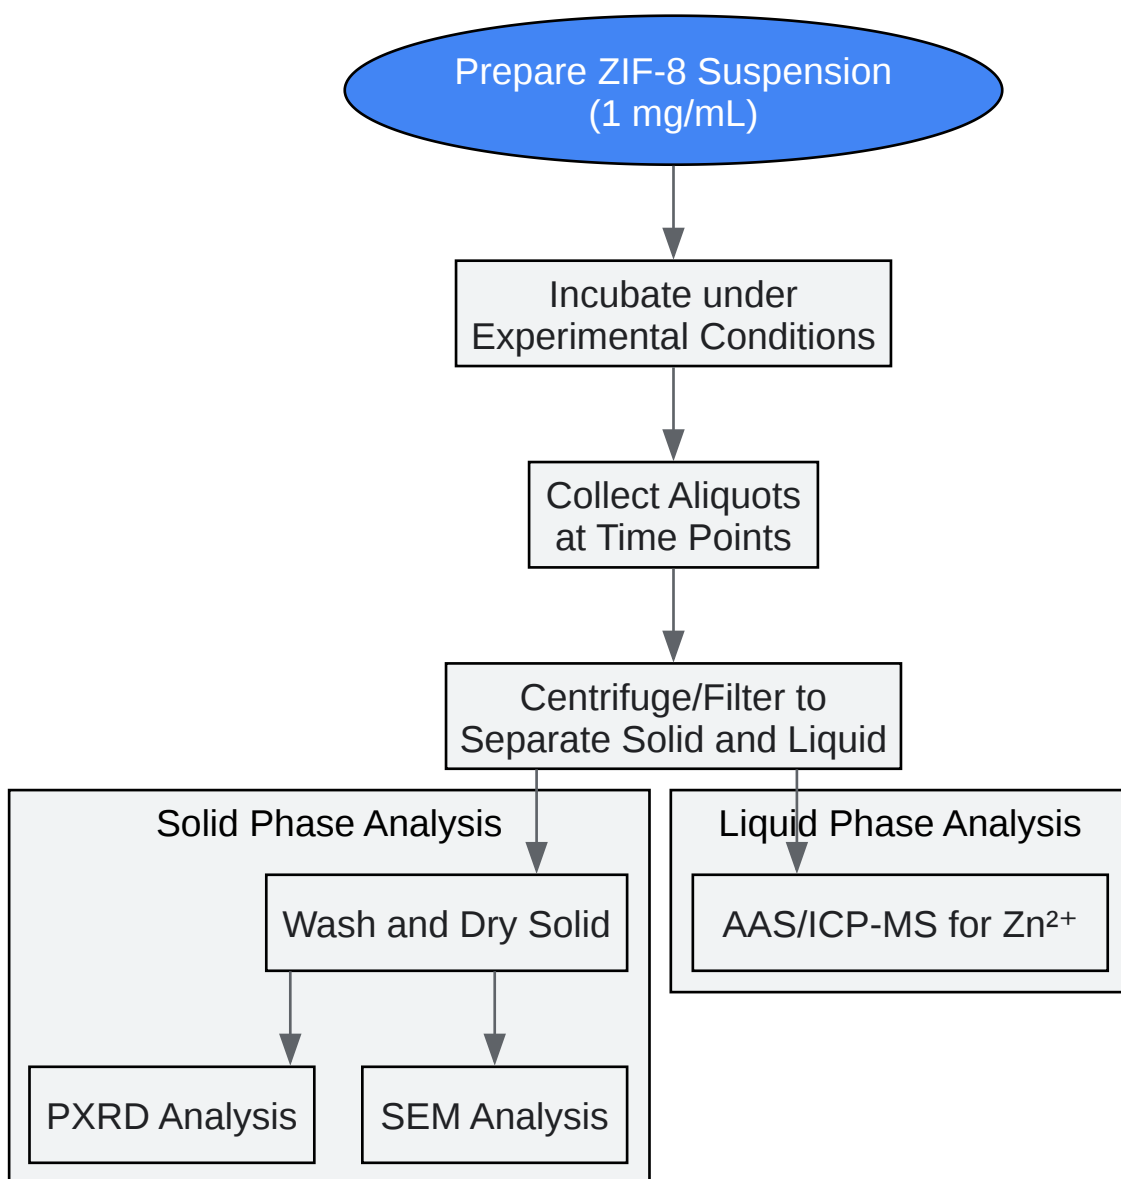 Prepare ZIF-8 Suspension
(1 mg/mL)
Incubate under
Experimental Conditions
Collect Aliquots
at Time Points
Centrifuge/Filter to
Separate Solid and Liquid
Solid Phase Analysis
Liquid Phase Analysis
Wash and Dry Solid
AAS/ICP-MS for Zn²⁺
PXRD Analysis
SEM Analysis